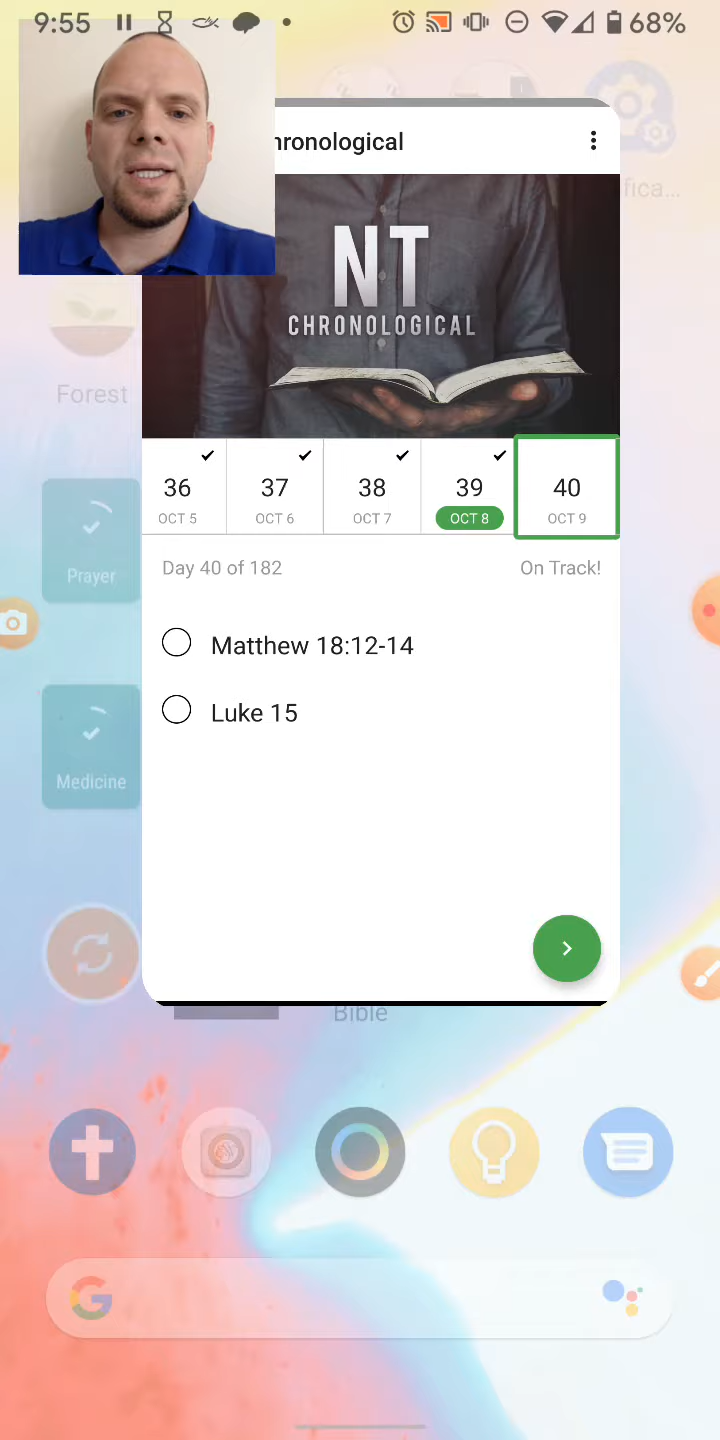 9:55
68%
hronological
fica...
NT
CHRONOLOGICAL
Forest
36 37 38 39 40
OCT 5 OCT 6 OCT 7 OCT 8 OCT 9
Day 40 of 182 On Track!
Prayer
Matthew 18:12-14
Luke 15
Medicine
Bible